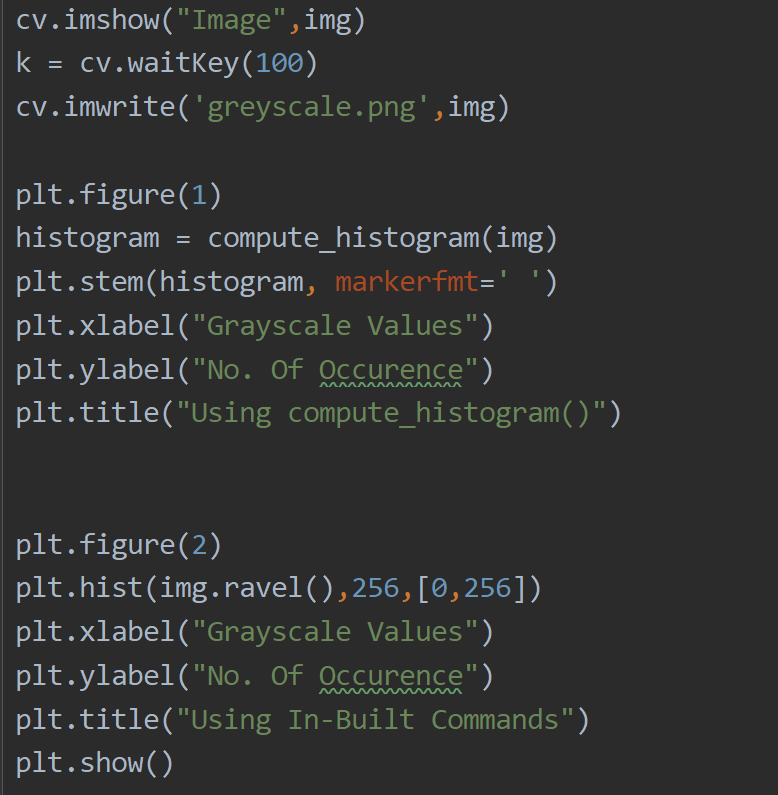 cv.imshow("Image",img)
k = cv.waitKey(100)
cv.imwrite('greyscale.png',img)
plt.figure(1)
histogram = compute_histogram(img)
plt.stem(histogram, markerfmt=' ')
plt.xlabel("Grayscale Values")
plt.ylabel("No. Of Occurence")
plt.title("Using compute_histogram()")
plt.figure(2)
plt.hist(img.ravel(),256,[0,256])
plt.xlabel("Grayscale Values")
plt.ylabel("No. Of Occurence")
plt.title("Using In-Built Commands")
plt.show()